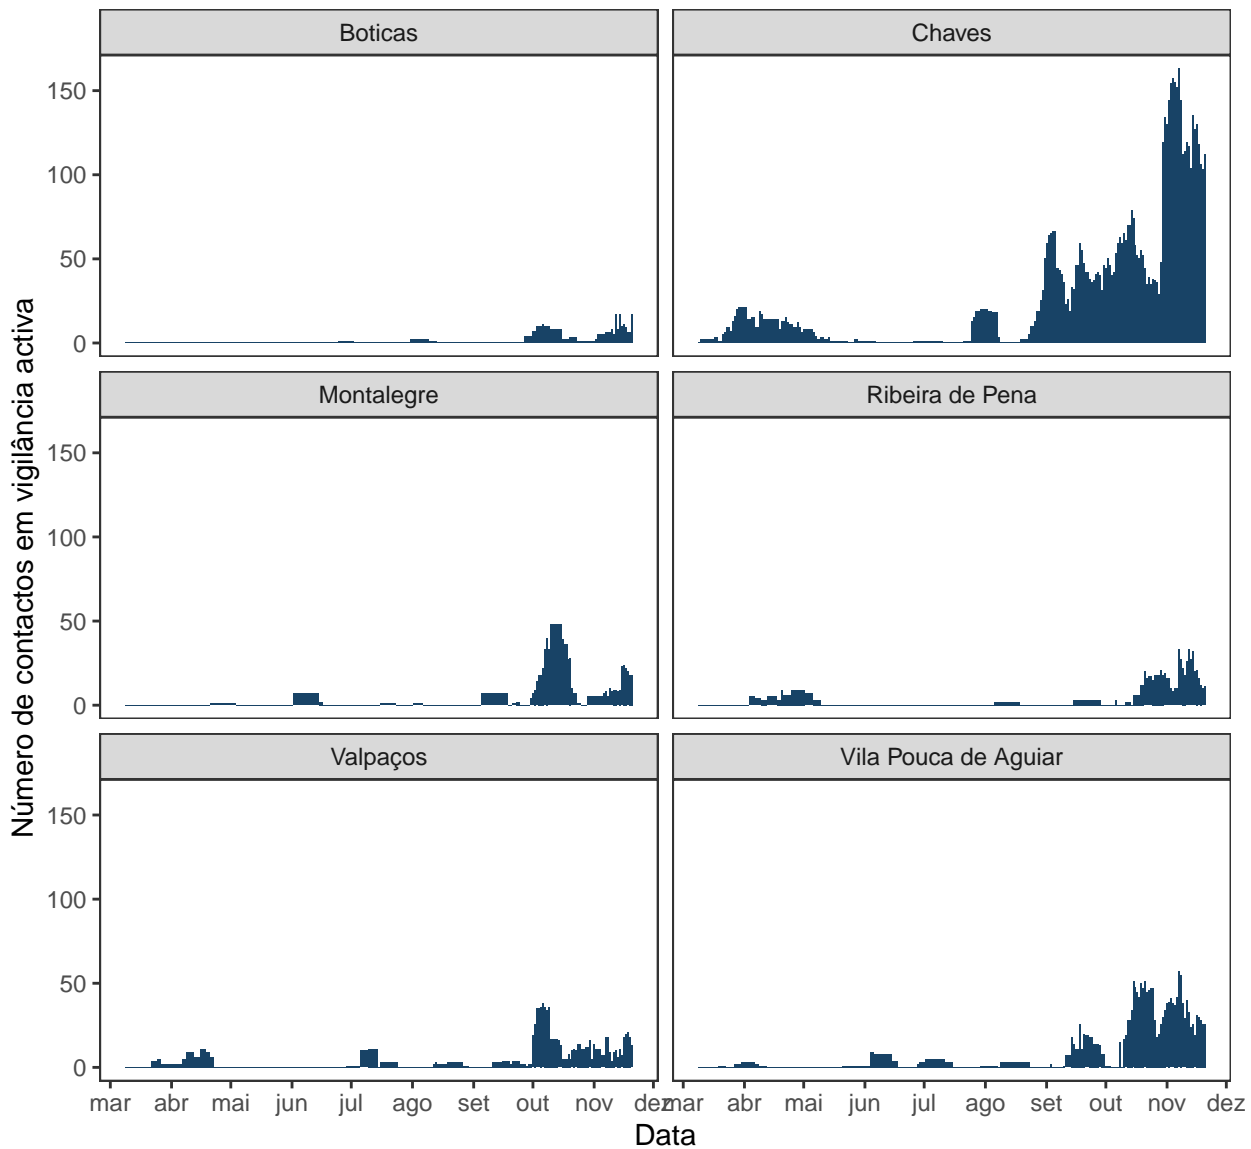 Boticas
Chaves
150
100
50
0
Montalegre
Ribeira de Pena
150
100
50
0
Valpaços
Vila Pouca de Aguiar
150
100
50
0
mar abr mai jun jul ago set out nov dez
mar abr mai jun jul ago set out nov dez
Data
Número de contactos em vigilância activa